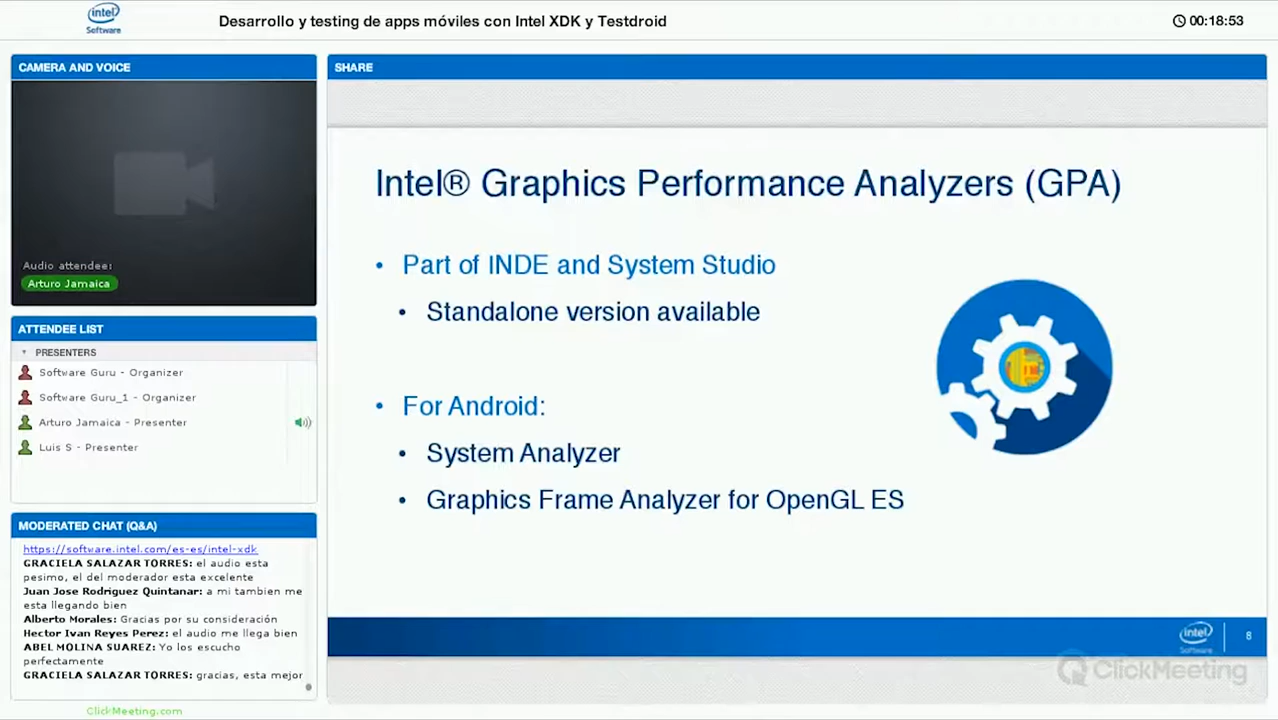 intel
Software
Desarrollo y testing de apps móviles con Intel XDK y Testdroid
00:18:53
CAMERA AND VOICE
Audio attendee:
Arturo Jamaica
ATTENDEE LIST
PRESENTERS
Software Guru - Organizer
Software Guru_1 - Organizer
Arturo Jamaica - Presenter
Luis S - Presenter
MODERATED CHAT (Q&A)
https://software.intel.com/es-es/intel-xdk
GRACIELA SALAZAR TORRES: el audio esta
pesimo, el del moderador esta excelente
Juan Jose Rodriguez Quintanar: a mi tambien me
esta llegando bien
Alberto Morales: Gracias por su consideración
Hector Ivan Reyes Perez: el audio me llega bien
ABEL MOLINA SUAREZ: Yo los escucho
perfectamente
GRACIELA SALAZAR TORRES: gracias, esta mejor
ClickMeeting.com
SHARE
Intel® Graphics Performance Analyzers (GPA)
• Part of INDE and System Studio
• Standalone version available
• For Android:
• System Analyzer
• Graphics Frame Analyzer for OpenGL ES
intel
Software
8
ClickMeeting